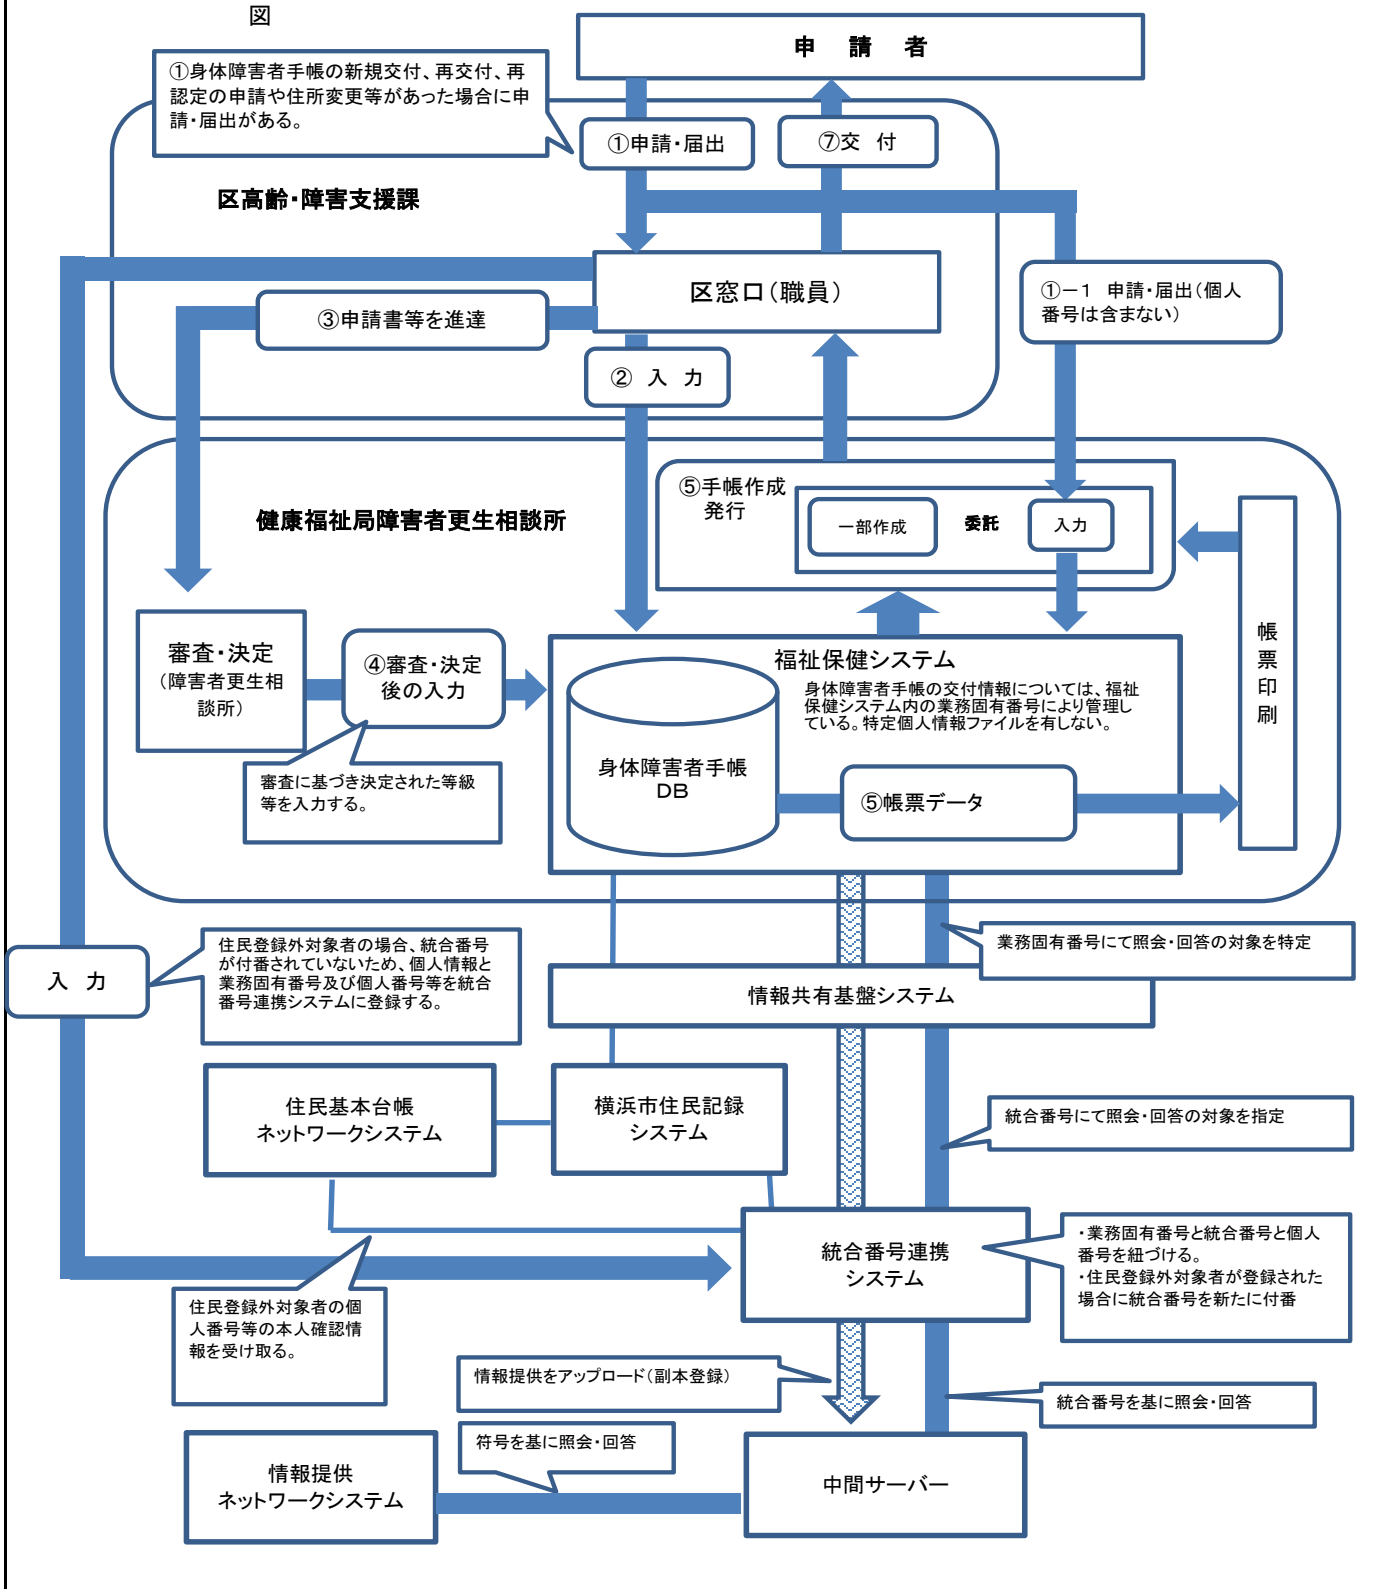 図
申　請　者
①身体障害者手帳の新規交付、再交付、再
認定の申請や住所変更等があった場合に申
請・届出がある。
①申請・届出
⑦交　付
区高齢・障害支援課
区窓口（職員）
①－１　申請・届出（個人
番号は含まない）
③申請書等を進達
②　入　力
⑤手帳作成
発行
一部作成
委託
入力
健康福祉局障害者更生相談所
帳票印刷
審査・決定
（障害者更生相
談所）
④審査・決定
後の入力
福祉保健システム
身体障害者手帳の交付情報については、福祉
保健システム内の業務固有番号により管理し
ている。特定個人情報ファイルを有しない。
身体障害者手帳
ＤＢ
⑤帳票データ
審査に基づき決定された等級
等を入力する。
入　力
住民登録外対象者の場合、統合番号
が付番されていないため、個人情報と
業務固有番号及び個人番号等を統合
番号連携システムに登録する。
業務固有番号にて照会・回答の対象を特定
情報共有基盤システム
住民基本台帳
ネットワークシステム
横浜市住民記録
システム
統合番号にて照会・回答の対象を指定
統合番号連携
システム
・業務固有番号と統合番号と個人
番号を紐づける。
・住民登録外対象者が登録された
場合に統合番号を新たに付番
住民登録外対象者の個
人番号等の本人確認情
報を受け取る。
情報提供をアップロード（副本登録）
統合番号を基に照会・回答
符号を基に照会・回答
情報提供
ネットワークシステム
中間サーバー